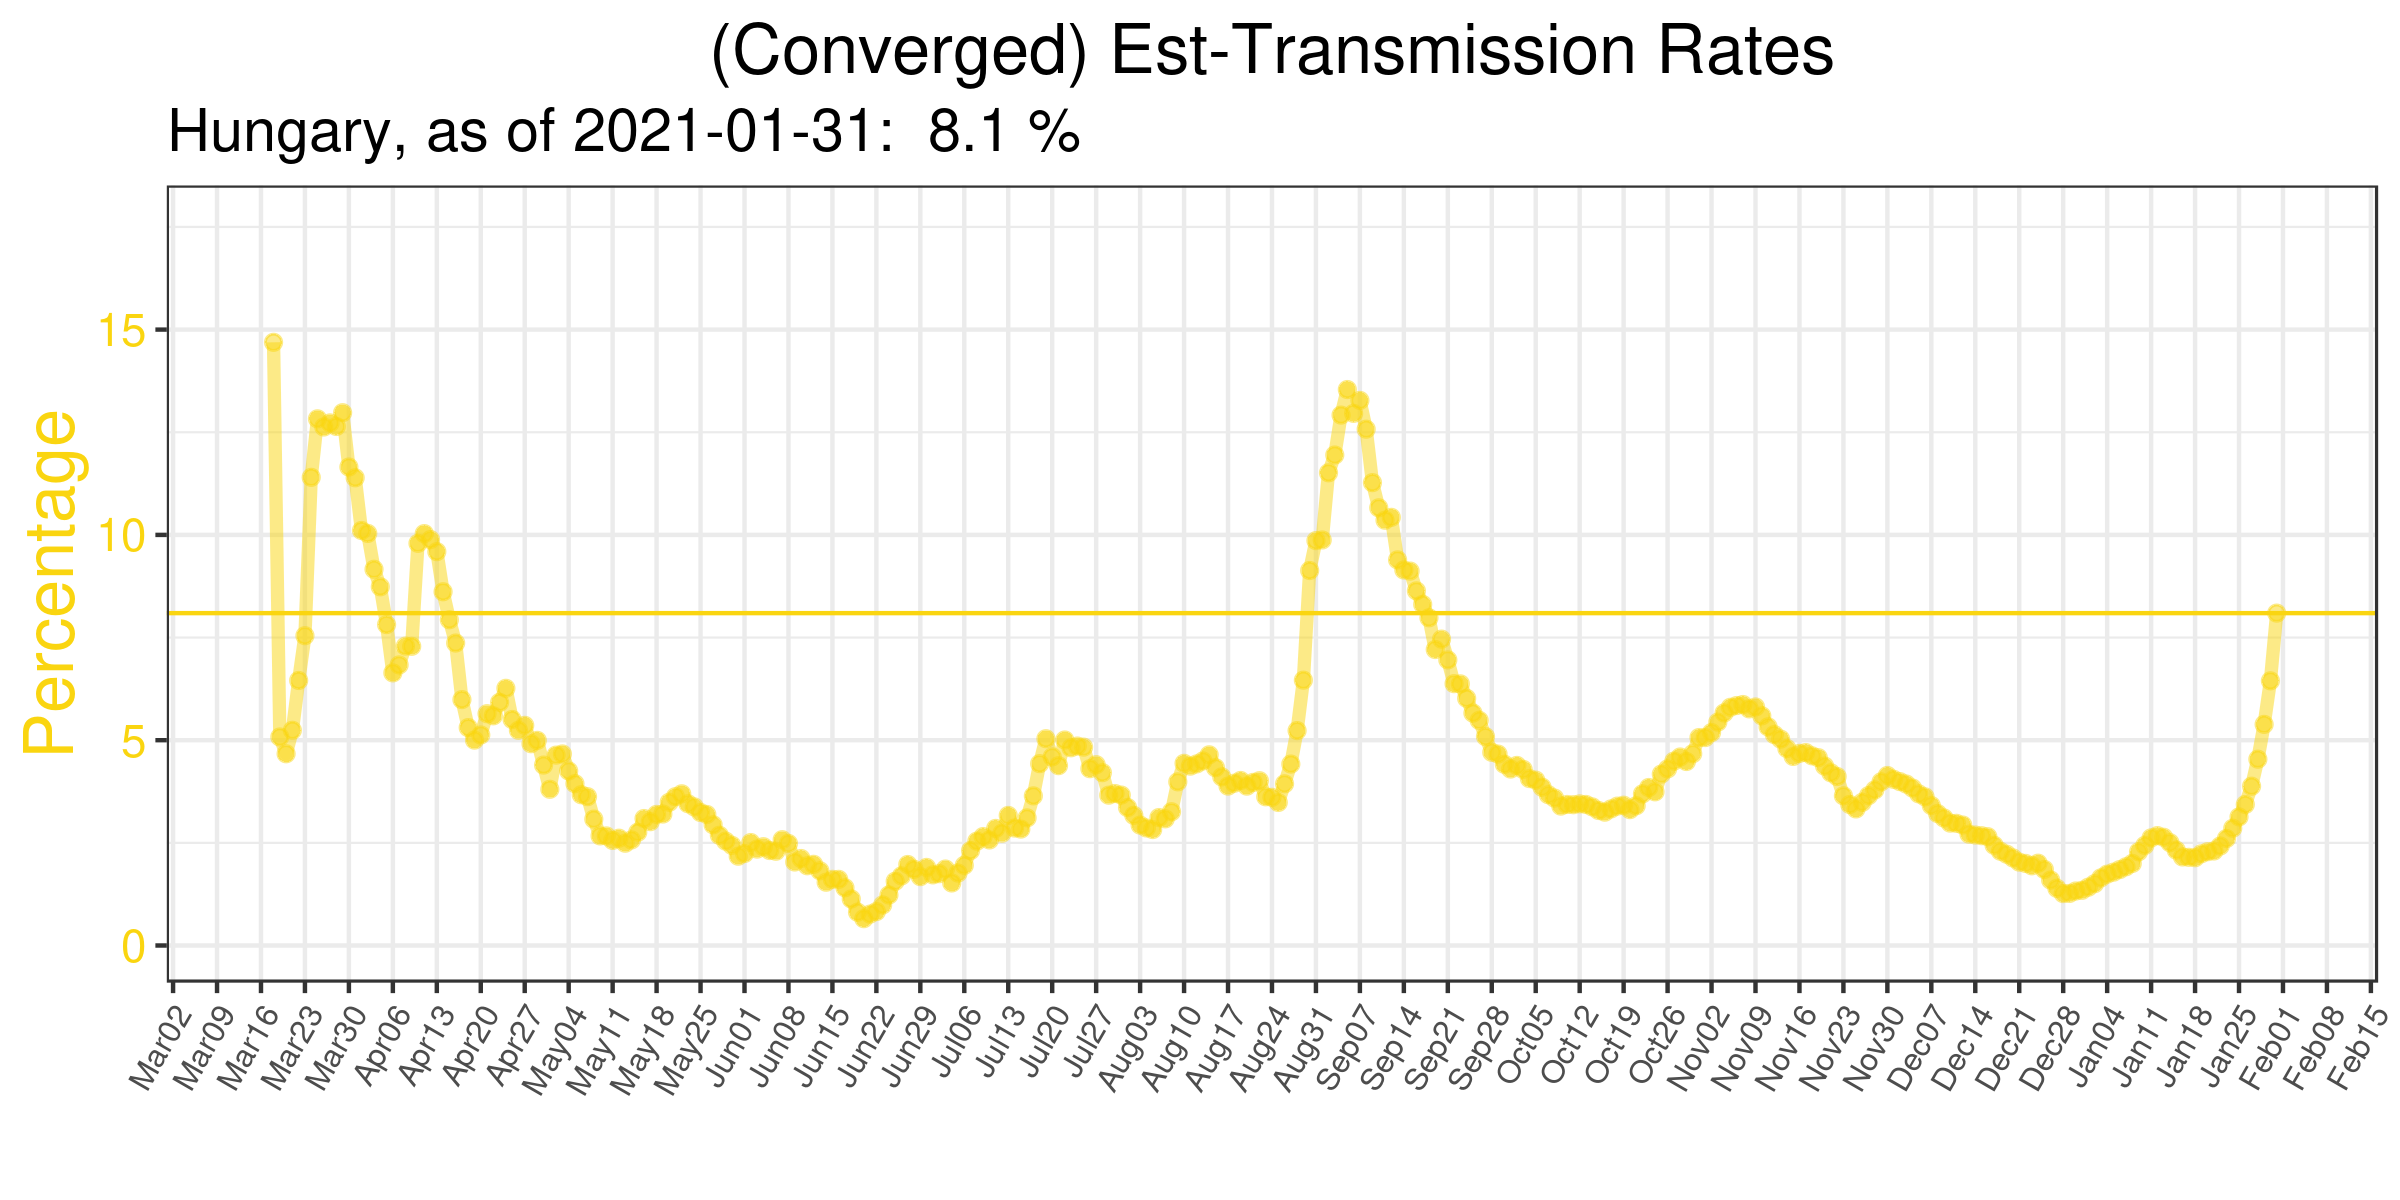 (Converged) Est-Transmission Rates
Hungary, as of 2021-01-31:  8.1 %
Percentage
15
10
5
0
Mar02 Mar09 Mar16 Mar23 Mar30 Apr06 Apr13 Apr20 Apr27 May04 May11 May18 May25 Jun01 Jun08 Jun15 Jun22 Jun29 Jul06 Jul13 Jul20 Jul27 Aug03 Aug10 Aug17 Aug24 Aug31 Sep07 Sep14 Sep21 Sep28 Oct05 Oct12 Oct19 Oct26 Nov02 Nov09 Nov16 Nov23 Nov30 Dec07 Dec14 Dec21 Dec28 Jan04 Jan11 Jan18 Jan25 Feb01 Feb08 Feb15